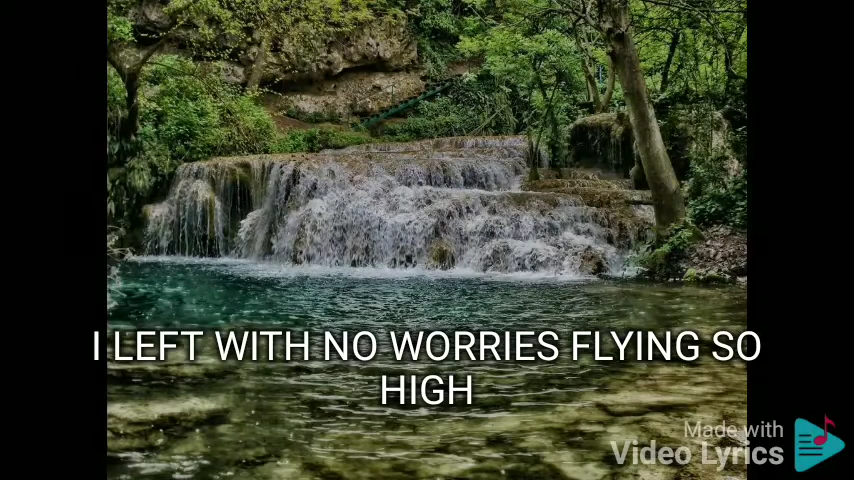 I LEFT WITH NO WORRIES FLYING SO
HIGH
Made with
Video Lyrics